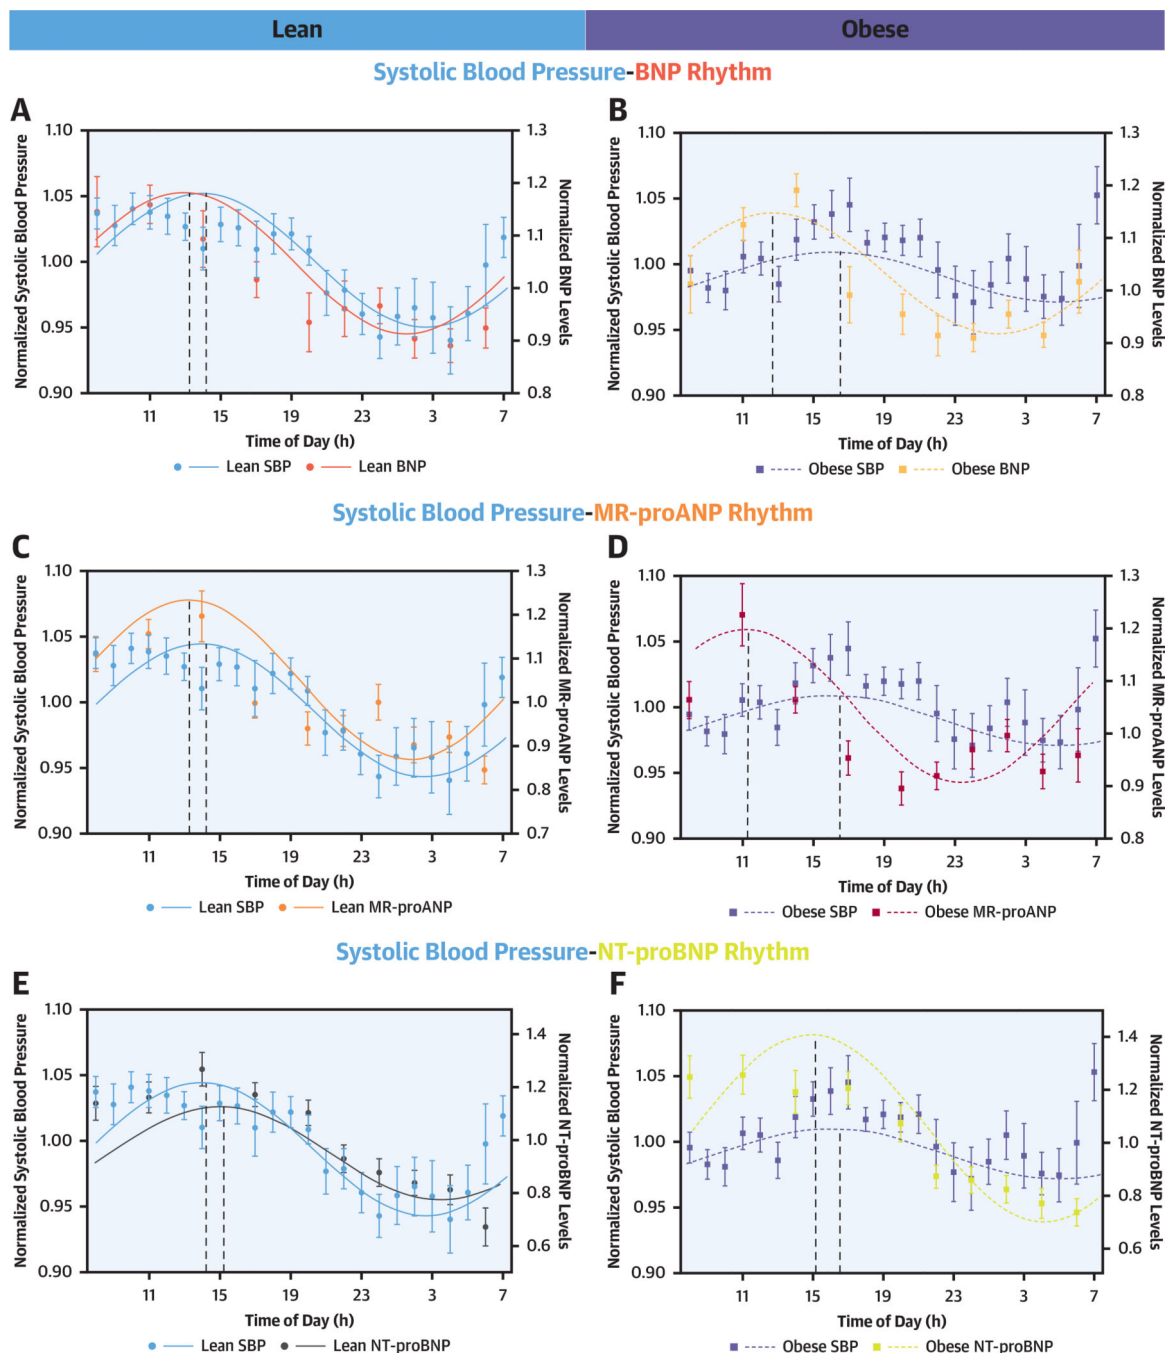 Lean
Obese
Systolic Blood Pressure-BNP Rhythm
A
Normalized Systolic Blood Pressure
1.10
1.05
1.00
0.95
0.90
1.3
1.2
1.1
1.0
0.9
0.8
Normalized BNP Levels
11 15 19 23 3 7
Time of Day (h)
Lean SBP Lean BNP
B
Normalized Systolic Blood Pressure
1.10
1.05
1.00
0.95
0.90
1.3
1.2
1.1
1.0
0.9
0.8
Normalized BNP Levels
11 15 19 23 3 7
Time of Day (h)
Obese SBP Obese BNP
Systolic Blood Pressure-MR-proANP Rhythm
C
Normalized Systolic Blood Pressure
1.10
1.05
1.00
0.95
0.90
1.3
1.2
1.1
1.0
0.9
0.8
0.7
Normalized MR-proANP Levels
11 15 19 23 3 7
Time of Day (h)
Lean SBP Lean MR-proANP
D
Normalized Systolic Blood Pressure
1.10
1.05
1.00
0.95
0.90
1.3
1.2
1.1
1.0
0.9
0.8
Normalized MR-proANP Levels
11 15 19 23 3 7
Time of Day (h)
Obese SBP Obese MR-proANP
Systolic Blood Pressure-NT-proBNP Rhythm
E
Normalized Systolic Blood Pressure
1.10
1.05
1.00
0.95
0.90
1.4
1.2
1.0
0.8
0.6
Normalized NT-proBNP Levels
11 15 19 23 3 7
Time of Day (h)
Lean SBP Lean NT-proBNP
F
Normalized Systolic Blood Pressure
1.10
1.05
1.00
0.95
0.90
1.4
1.2
1.0
0.8
0.6
Normalized NT-proBNP Levels
11 15 19 23 3 7
Time of Day (h)
Obese SBP Obese NT-proBNP